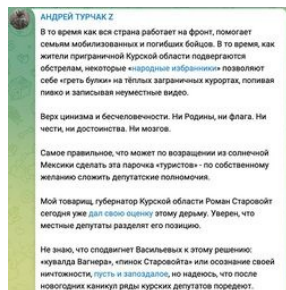 АНДРЕЙ ТУРЧАК Z
В то время как вся страна работает на фронт, помогает
семьям мобилизованных и погибших бойцов. В то время, как
жители приграничной Курской области подвергаются
обстрелам, некоторые «народные избранники» позволяют
себе «греть булки» на тёплых заграничных курортах, попивая
пивко и записывая неуместные видео.
Верх цинизма и бесчеловечности. Ни Родины, ни флага. Ни
чести, ни достоинства. Ни мозгов.
Самое правильное, что может по возращении из солнечной
Мексики сделать эта парочка «туристов» - по собственному
желанию сложить депутатские полномочия.
Мой товарищ, губернатор Курской области Роман Старовойт
сегодня уже дал свою оценку этому дерьму. Уверен, что
местные депутаты разделят его позицию.
Не знаю, что сподвигнет Васильевых к этому решению:
«кувалда Вагнера», «пинок Старовойта» или осознание своей
ничтожности, пусть и запоздалое, но надеюсь, что после
новогодних каникул ряды курских депутатов поредеют.